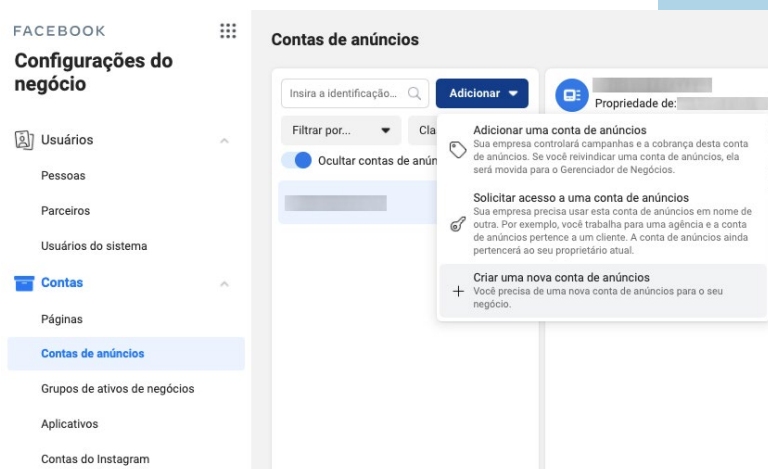 FACEBOOK
Configurações do
negócio
Usuários
Pessoas
Parceiros
Usuários do sistema
Contas
Páginas
Contas de anúncios
Grupos de ativos de negócios
Aplicativos
Contas do Instagram
Contas de anúncios
Insira a identificação...
Adicionar
Filtrar por...
Cla
Ocultar contas de anún
Propriedade de:
Adicionar uma conta de anúncios
Sua empresa controlará campanhas e a cobrança desta conta
de anúncios. Se você reivindicar uma conta de anúncios, ela
será movida para o Gerenciador de Negócios.
Solicitar acesso a uma conta de anúncios
Sua empresa precisa usar esta conta de anúncios em nome de
outra. Por exemplo, você trabalha para uma agência e a conta
de anúncios pertence a um cliente. A conta de anúncios ainda
pertencerá ao seu proprietário atual.
Criar uma nova conta de anúncios
Você precisa de uma nova conta de anúncios para o seu
negócio.